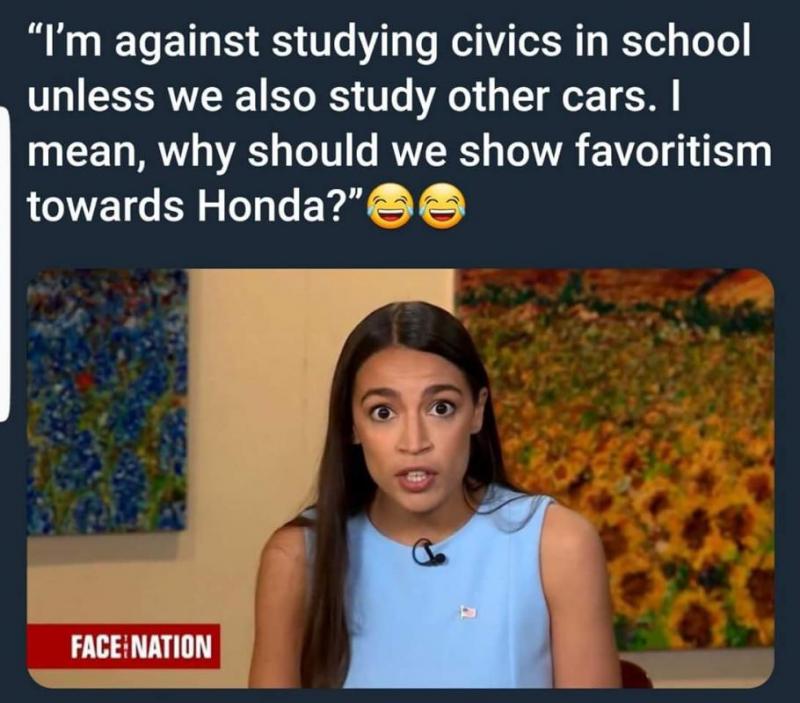 “I’m against studying civics in school
unless we also study other cars. I
mean, why should we show favoritism
towards Honda?”😂😂
FACE THE NATION